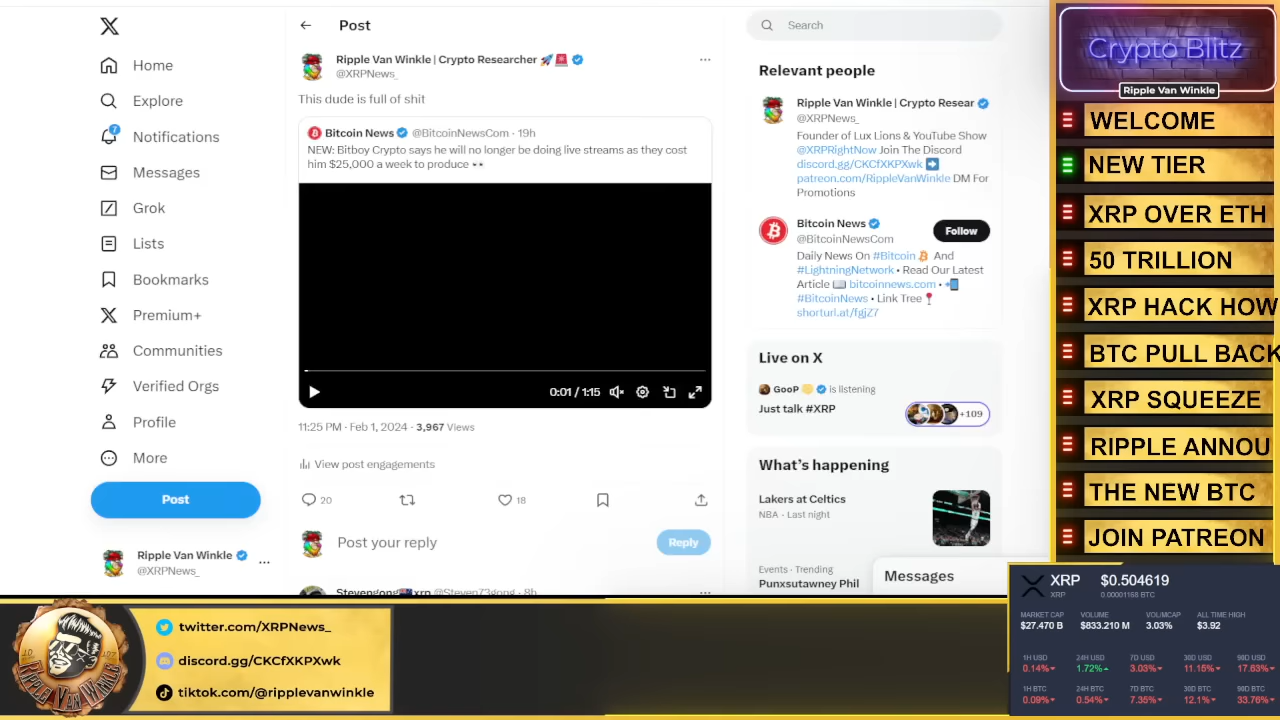 Home
Explore
7
Notifications
Messages
Grok
Lists
Bookmarks
Premium+
Communities
Verified Orgs
Profile
More
Post
Ripple Van Winkle
@XRPNews_
Post
Ripple Van Winkle | Crypto Researcher 🚀🚨
@XRPNews_
This dude is full of shit
Bitcoin News @BitcoinNewsCom · 19h
NEW: Bitboy Crypto says he will no longer be doing live streams as they cost
him $25,000 a week to produce 👀
0:01 / 1:15
11:25 PM · Feb 1, 2024 · 3,967 Views
View post engagements
20
18
Post your reply
Reply
Stevengong🇦🇺xrp @Steven73gong · 8h
Search
Relevant people
Ripple Van Winkle | Crypto Resear
@XRPNews_
Founder of Lux Lions & YouTube Show
@XRPRightNow Join The Discord
discord.gg/CKCfXKPXwk ➡️
patreon.com/RippleVanWinkle DM For
Promotions
Bitcoin News
@BitcoinNewsCom
Follow
Daily News On #Bitcoin And
#LightningNetwork • Read Our Latest
Article 📖 bitcoinnews.com • 📲
#BitcoinNews • Link Tree📍
shorturl.at/fgjZ7
Live on X
GooP is listening
Just talk #XRP
+109
What's happening
Lakers at Celtics
NBA · Last night
Events · Trending
Punxsutawney Phil
Messages
Crypto Blitz
Ripple Van Winkle
WELCOME
NEW TIER
XRP OVER ETH
50 TRILLION
XRP HACK HOW
BTC PULL BACK
XRP SQUEEZE
RIPPLE ANNOU
THE NEW BTC
JOIN PATREON
XRP $0.504619
XRP 0.00001168 BTC
MARKET CAP VOLUME VOL/MCAP ALL TIME HIGH
$27.470 B $833.210 M 3.03% $3.92
1H USD 24H USD 7D USD 30D USD 90D USD
0.14% 1.72% 3.03% 11.15% 17.63%
1H BTC 24H BTC 7D BTC 30D BTC 90D BTC
0.09% 0.54% 7.35% 12.1% 33.76%
RIPPLE VAN WINKLE
twitter.com/XRPNews_
discord.gg/CKCfXKPXwk
tiktok.com/@ripplevanwinkle